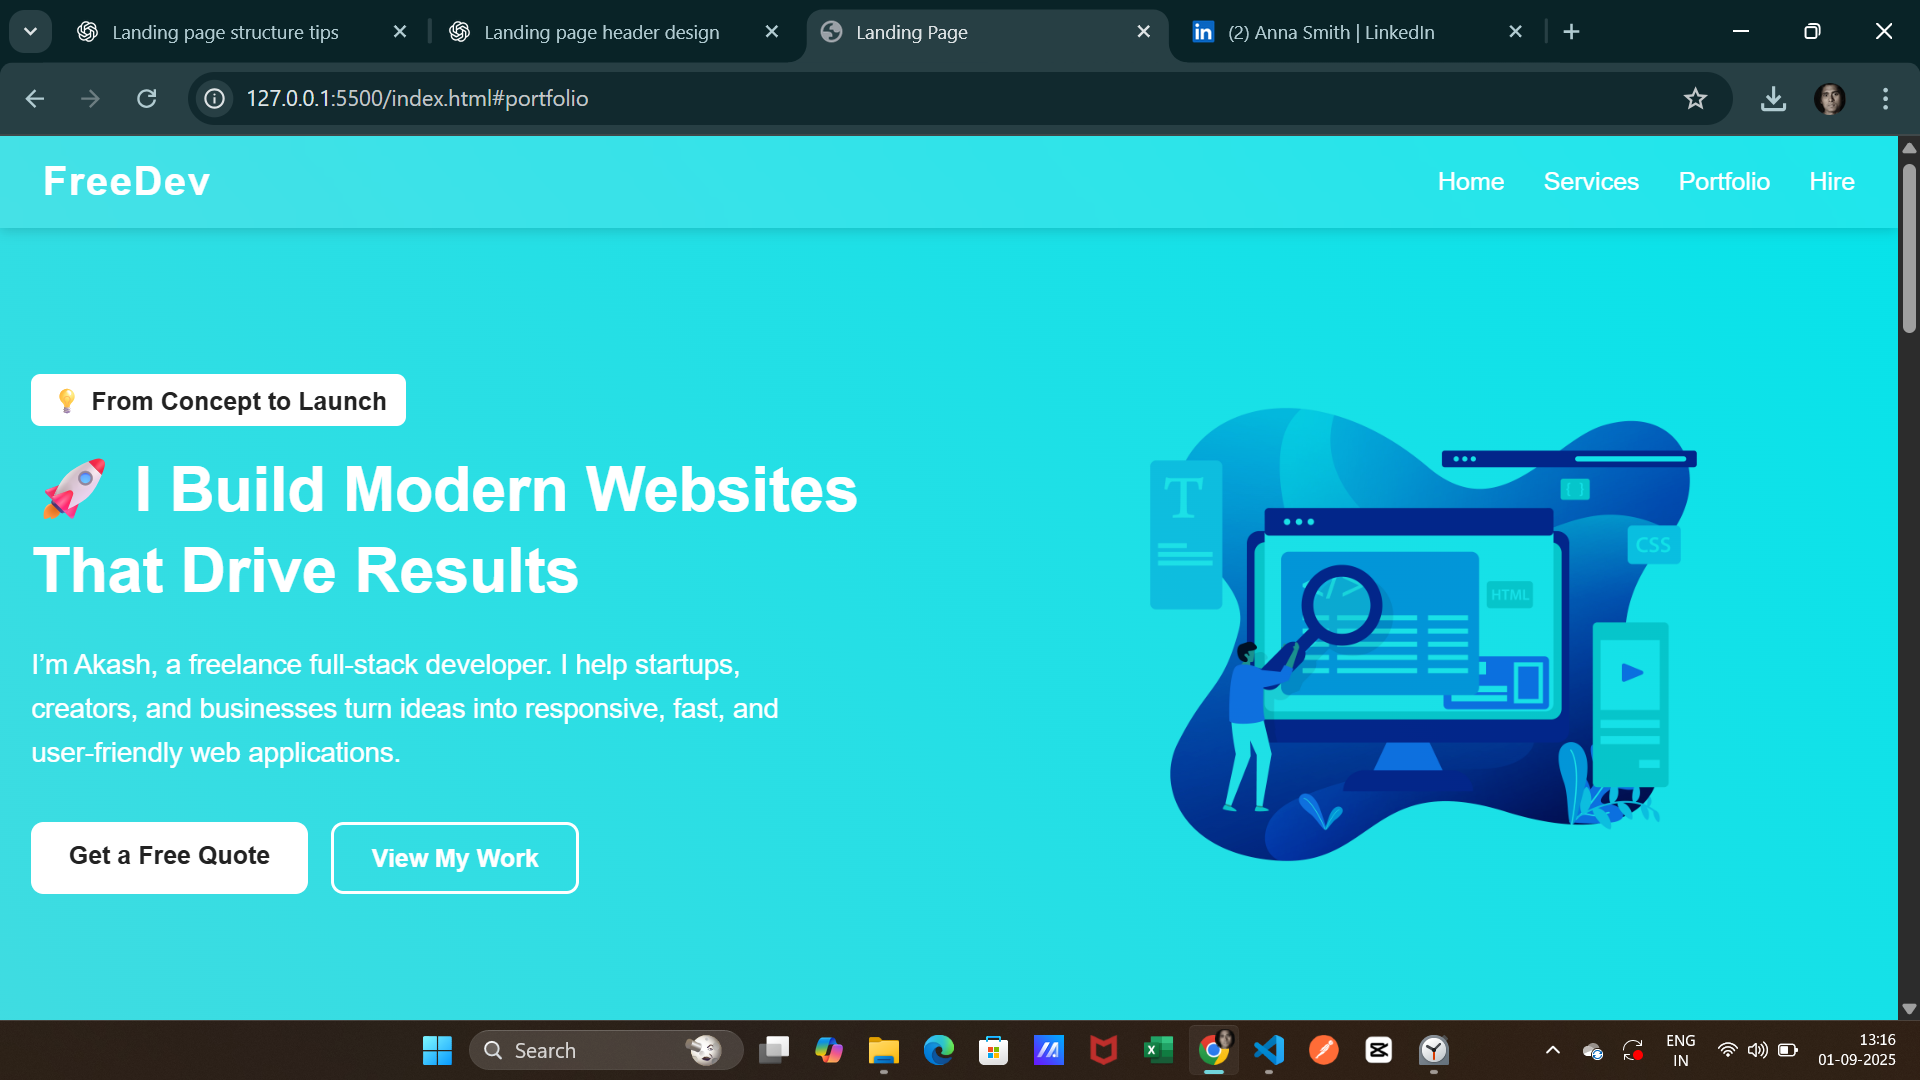 Landing page structure tips
Landing page header design
Landing Page
(2) Anna Smith | LinkedIn
127.0.0.1:5500/index.html#portfolio
FreeDev
Home
Services
Portfolio
Hire
💡 From Concept to Launch
🚀 I Build Modern Websites
That Drive Results
I’m Akash, a freelance full-stack developer. I help startups,
creators, and businesses turn ideas into responsive, fast, and
user-friendly web applications.
Get a Free Quote
View My Work
T
{ }
CSS
</>
HTML
Search
ENG
IN
13:16
01-09-2025